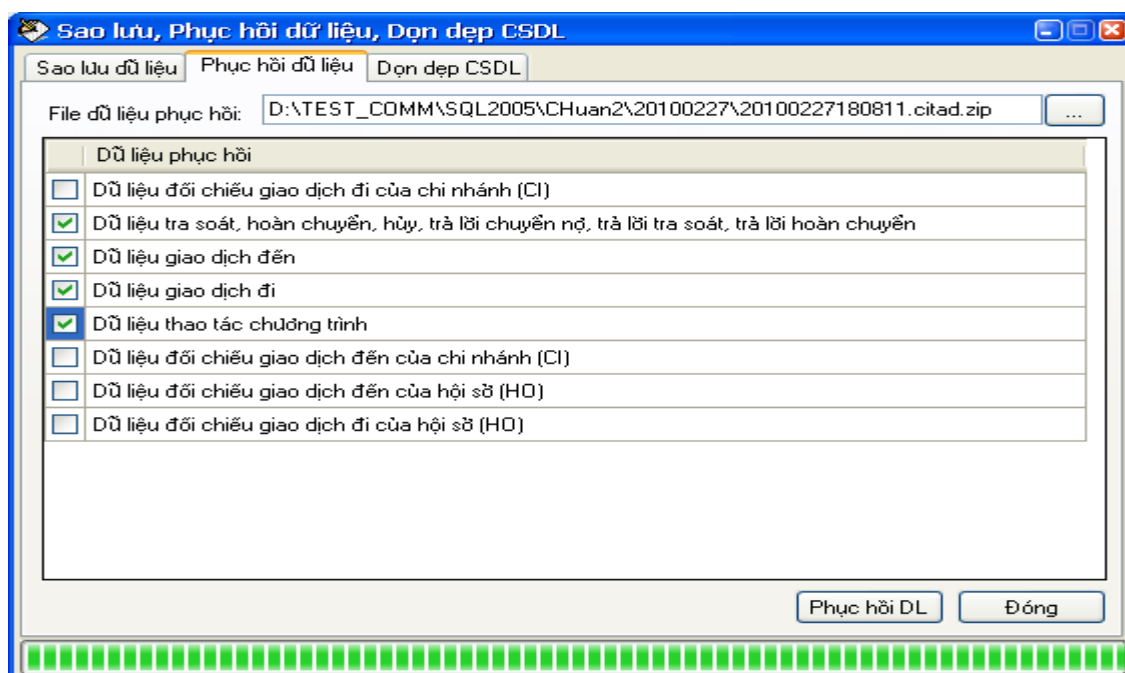 Sao lưu, Phục hồi dữ liệu, Dọn dẹp CSDL
Sao lưu dữ liệu Phục hồi dữ liệu Dọn dẹp CSDL
File dữ liệu phục hồi: D:\TEST_COMM\SQL2005\CHuan2\20100227\20100227180811.citad.zip ...
Dữ liệu phục hồi
Dữ liệu đối chiếu giao dịch đi của chi nhánh (CI)
Dữ liệu tra soát, hoàn chuyển, hủy, trả lời chuyển nợ, trả lời tra soát, trả lời hoàn chuyển
Dữ liệu giao dịch đến
Dữ liệu giao dịch đi
Dữ liệu thao tác chương trình
Dữ liệu đối chiếu giao dịch đến của chi nhánh (CI)
Dữ liệu đối chiếu giao dịch đến của hội sở (HO)
Dữ liệu đối chiếu giao dịch đi của hội sở (HO)
Phục hồi DL Đóng